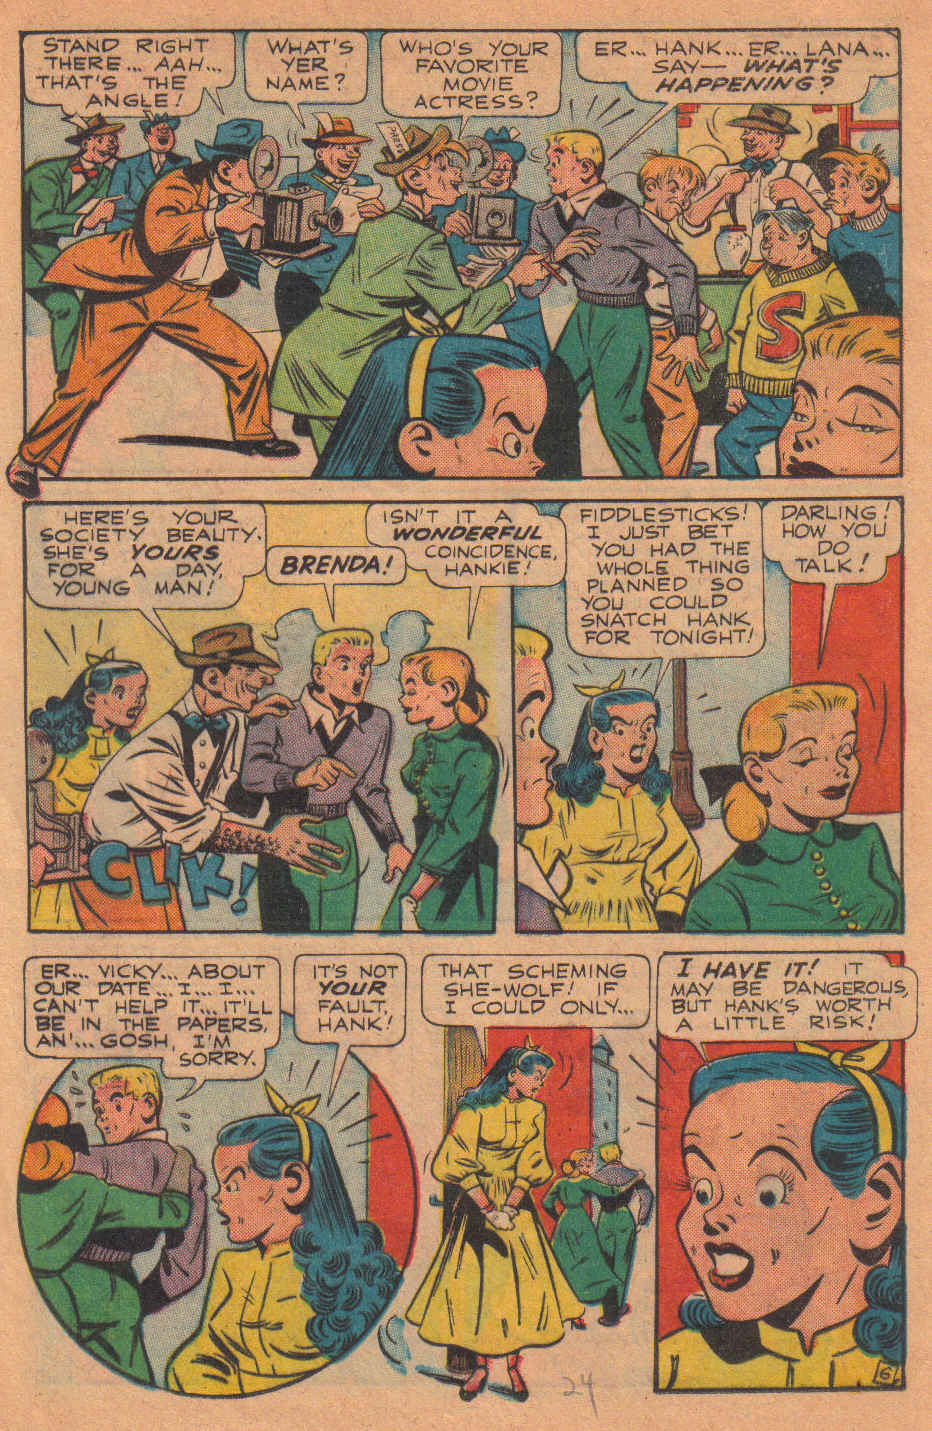 STAND RIGHT
THERE... AAH...
THAT'S THE
ANGLE!
WHAT'S
YER
NAME?
WHO'S YOUR
FAVORITE
MOVIE
ACTRESS?
ER... HANK... ER... LANA...
SAY— WHAT'S
HAPPENING?
PRESS
S
HERE'S YOUR
SOCIETY BEAUTY.
SHE'S YOURS
FOR A DAY,
YOUNG MAN!
BRENDA!
ISN'T IT A
WONDERFUL
COINCIDENCE,
HANKIE!
CLIK!
FIDDLESTICKS!
I JUST BET
YOU HAD THE
WHOLE THING
PLANNED SO
YOU COULD
SNATCH HANK
FOR TONIGHT!
DARLING!
HOW YOU
DO
TALK!
ER... VICKY... ABOUT
OUR DATE... I... I...
CAN'T HELP IT... IT'LL
BE IN THE PAPERS,
AN'... GOSH, I'M
SORRY.
IT'S NOT
YOUR
FAULT,
HANK!
THAT SCHEMING
SHE-WOLF! IF
I COULD ONLY...
I HAVE IT! IT
MAY BE DANGEROUS,
BUT HANK'S WORTH
A LITTLE RISK!
6
24